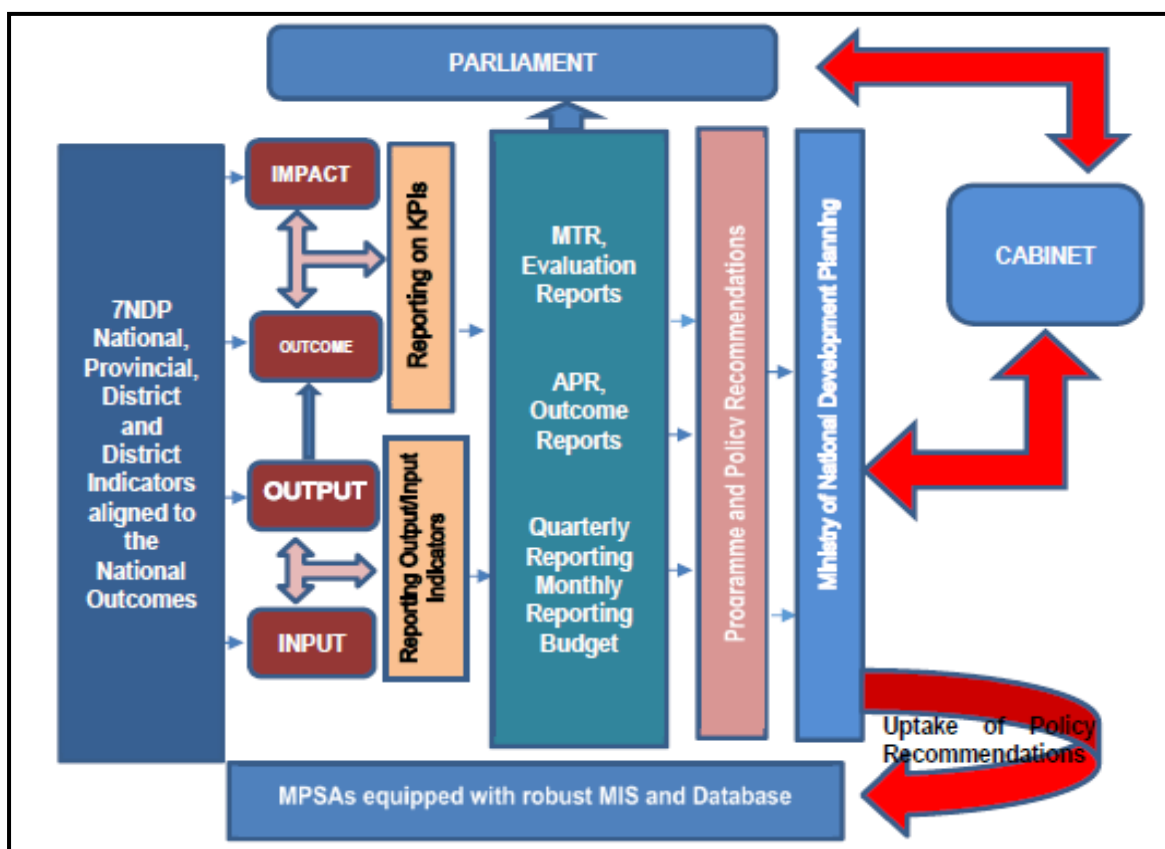 PARLIAMENT
7NDP
National,
Provincial,
District
and
District
Indicators
aligned to
the
National
Outcomes
IMPACT
OUTCOME
OUTPUT
INPUT
Reporting on KPIs
Reporting Output/Input
Indicators
MTR,
Evaluation
Reports
APR,
Outcome
Reports
Quarterly
Reporting
Monthly
Reporting
Budget
Programme and Policy Recommendations
Ministry of National Development Planning
CABINET
Uptake of Policy
Recommendations
MPSAs equipped with robust MIS and Database